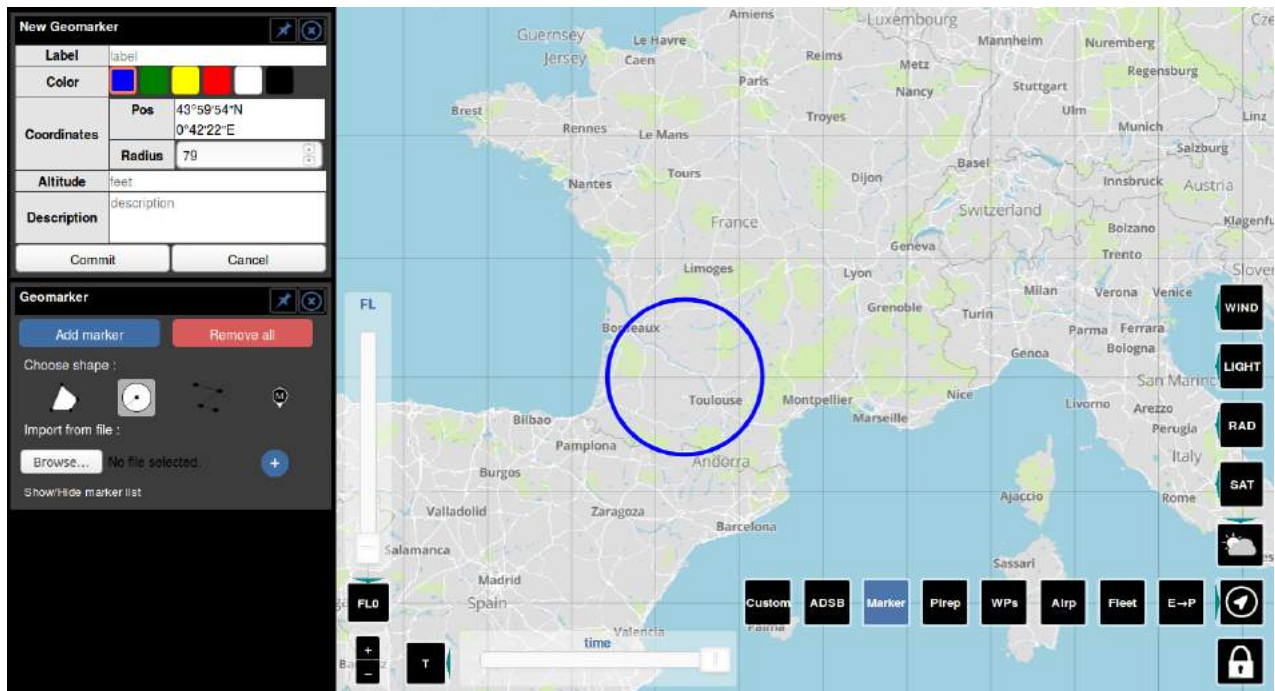 New Geomarker
Label label
Color
Coordinates Pos 43°59'54"N
0°42'22"E
Radius 79
Altitude feet
Description description
Commit Cancel
Geomarker
Add marker Remove all
Choose shape :
M
Import from file :
Browse... No file selected. +
Show/Hide marker list
Amiens
Luxembourg
Guernsey
Le Havre
Mannheim
Nuremberg
Jersey
Caen
Reims
Metz
Regensburg
Paris
Nancy
Stuttgart
Brest
Troyes
Ulm
Linz
Rennes
Le Mans
Munich
Salzburg
Basel
Tours
Dijon
Innsbruck
Austria
Nantes
France
Switzerland
Bolzano
Klagenfu
Geneva
Trento
Limoges
Lyon
Slover
Milan
Verona
Venice
FL
Grenoble
Turin
WIND
Bordeaux
Parma
Ferrara
Genoa
Bologna
LIGHT
San Marino
Toulouse
Montpellier
Nice
Livorno
Arezzo
Bilbao
Marseille
Perugia
RAD
Pamplona
Andorra
Italy
Burgos
SAT
Ajaccio
Rome
Valladolid
Zaragoza
Barcelona
Salamanca
Sassari
Madrid
FL0
Spain
Custom ADSB Marker Pirep WPs Airp Fleet E→P
Palma
Valencia
time
+
T
-